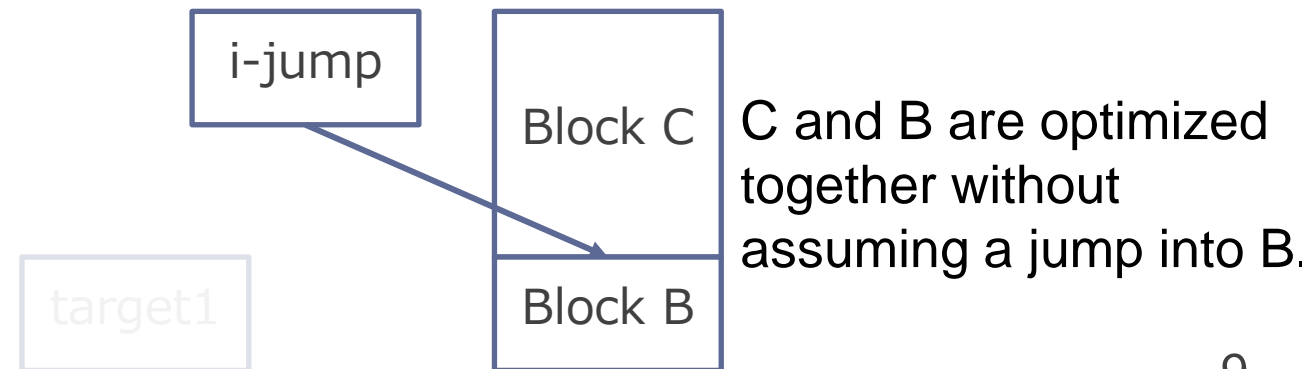 i-jump
Block C
C and B are optimized
together without
assuming a jump into B.
target1
Block B